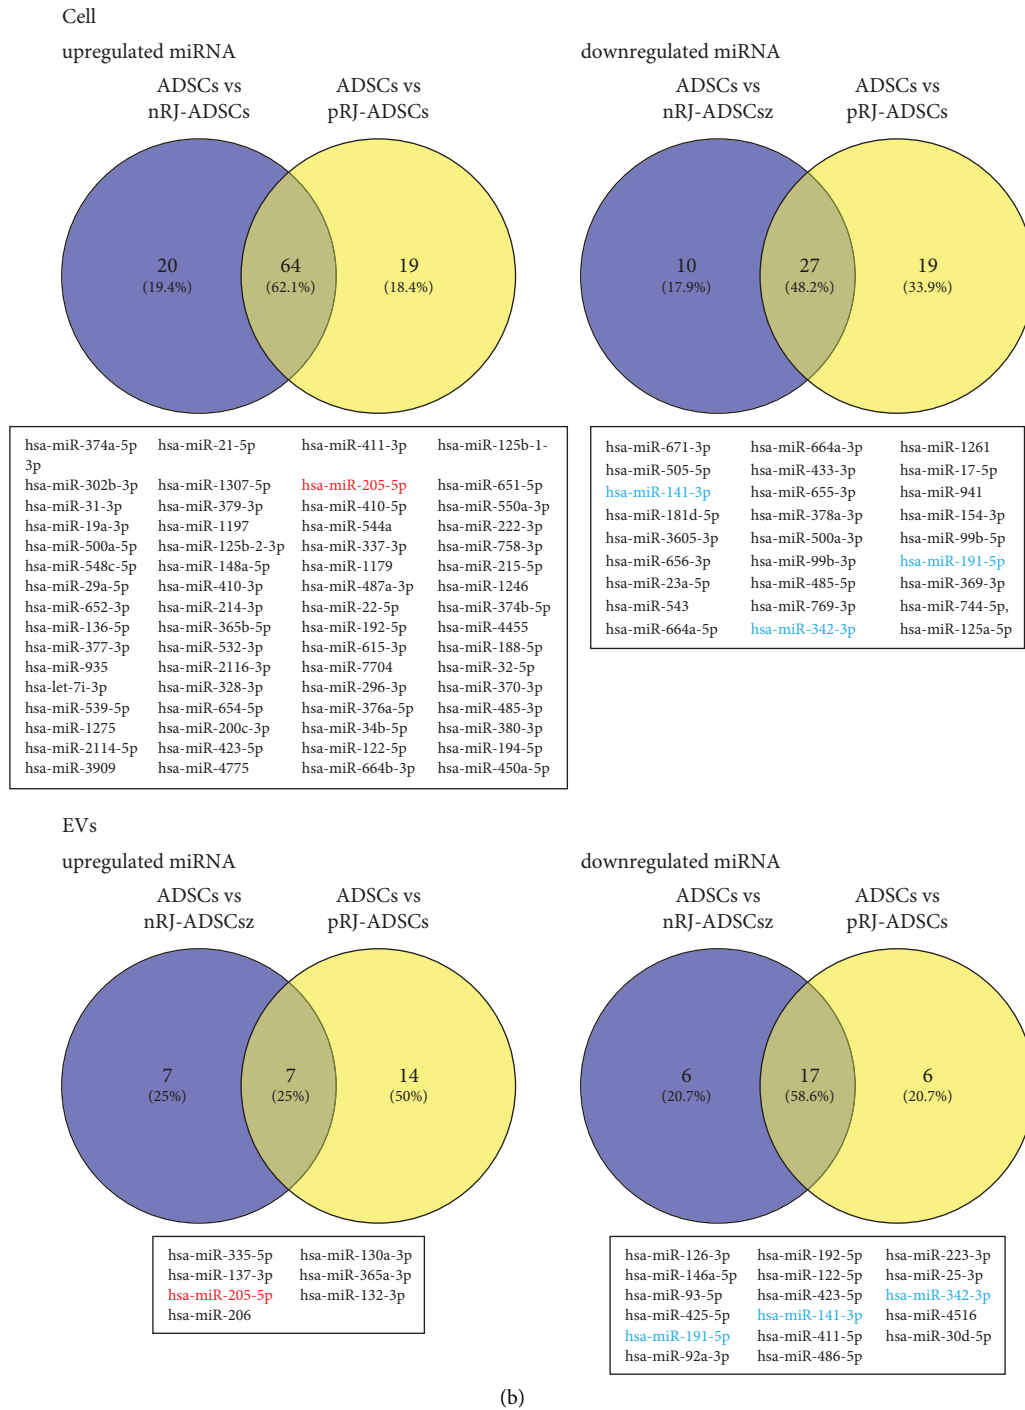 Cell
upregulated miRNA
downregulated miRNA
ADSCs vs
nRJ-ADSCs
ADSCs vs
pRJ-ADSCs
ADSCs vs
nRJ-ADSCsz
ADSCs vs
pRJ-ADSCs
20
(19.4%)
64
(62.1%)
19
(18.4%)
10
(17.9%)
27
(48.2%)
19
(33.9%)
hsa-miR-374a-5p hsa-miR-21-5p hsa-miR-411-3p hsa-miR-125b-1-
3p
hsa-miR-302b-3p hsa-miR-1307-5p hsa-miR-205-5p hsa-miR-651-5p
hsa-miR-31-3p hsa-miR-379-3p hsa-miR-410-5p hsa-miR-550a-3p
hsa-miR-19a-3p hsa-miR-1197 hsa-miR-544a hsa-miR-222-3p
hsa-miR-500a-5p hsa-miR-125b-2-3p hsa-miR-337-3p hsa-miR-758-3p
hsa-miR-548c-5p hsa-miR-148a-5p hsa-miR-1179 hsa-miR-215-5p
hsa-miR-29a-5p hsa-miR-410-3p hsa-miR-487a-3p hsa-miR-1246
hsa-miR-652-3p hsa-miR-214-3p hsa-miR-22-5p hsa-miR-374b-5p
hsa-miR-136-5p hsa-miR-365b-5p hsa-miR-192-5p hsa-miR-4455
hsa-miR-377-3p hsa-miR-532-3p hsa-miR-615-3p hsa-miR-188-5p
hsa-miR-935 hsa-miR-2116-3p hsa-miR-7704 hsa-miR-32-5p
hsa-let-7i-3p hsa-miR-328-3p hsa-miR-296-3p hsa-miR-370-3p
hsa-miR-539-5p hsa-miR-654-5p hsa-miR-376a-5p hsa-miR-485-3p
hsa-miR-1275 hsa-miR-200c-3p hsa-miR-34b-5p hsa-miR-380-3p
hsa-miR-2114-5p hsa-miR-423-5p hsa-miR-122-5p hsa-miR-194-5p
hsa-miR-3909 hsa-miR-4775 hsa-miR-664b-3p hsa-miR-450a-5p
hsa-miR-671-3p hsa-miR-664a-3p hsa-miR-1261
hsa-miR-505-5p hsa-miR-433-3p hsa-miR-17-5p
hsa-miR-141-3p hsa-miR-655-3p hsa-miR-941
hsa-miR-181d-5p hsa-miR-378a-3p hsa-miR-154-3p
hsa-miR-3605-3p hsa-miR-500a-3p hsa-miR-99b-5p
hsa-miR-656-3p hsa-miR-99b-3p hsa-miR-191-5p
hsa-miR-23a-5p hsa-miR-485-5p hsa-miR-369-3p
hsa-miR-543 hsa-miR-769-3p hsa-miR-744-5p,
hsa-miR-664a-5p hsa-miR-342-3p hsa-miR-125a-5p
EVs
upregulated miRNA
downregulated miRNA
ADSCs vs
nRJ-ADSCsz
ADSCs vs
pRJ-ADSCs
ADSCs vs
nRJ-ADSCsz
ADSCs vs
pRJ-ADSCs
7
(25%)
7
(25%)
14
(50%)
6
(20.7%)
17
(58.6%)
6
(20.7%)
hsa-miR-335-5p hsa-miR-130a-3p
hsa-miR-137-3p hsa-miR-365a-3p
hsa-miR-205-5p hsa-miR-132-3p
hsa-miR-206
hsa-miR-126-3p hsa-miR-192-5p hsa-miR-223-3p
hsa-miR-146a-5p hsa-miR-122-5p hsa-miR-25-3p
hsa-miR-93-5p hsa-miR-423-5p hsa-miR-342-3p
hsa-miR-425-5p hsa-miR-141-3p hsa-miR-4516
hsa-miR-191-5p hsa-miR-411-5p hsa-miR-30d-5p
hsa-miR-92a-3p hsa-miR-486-5p
(b)